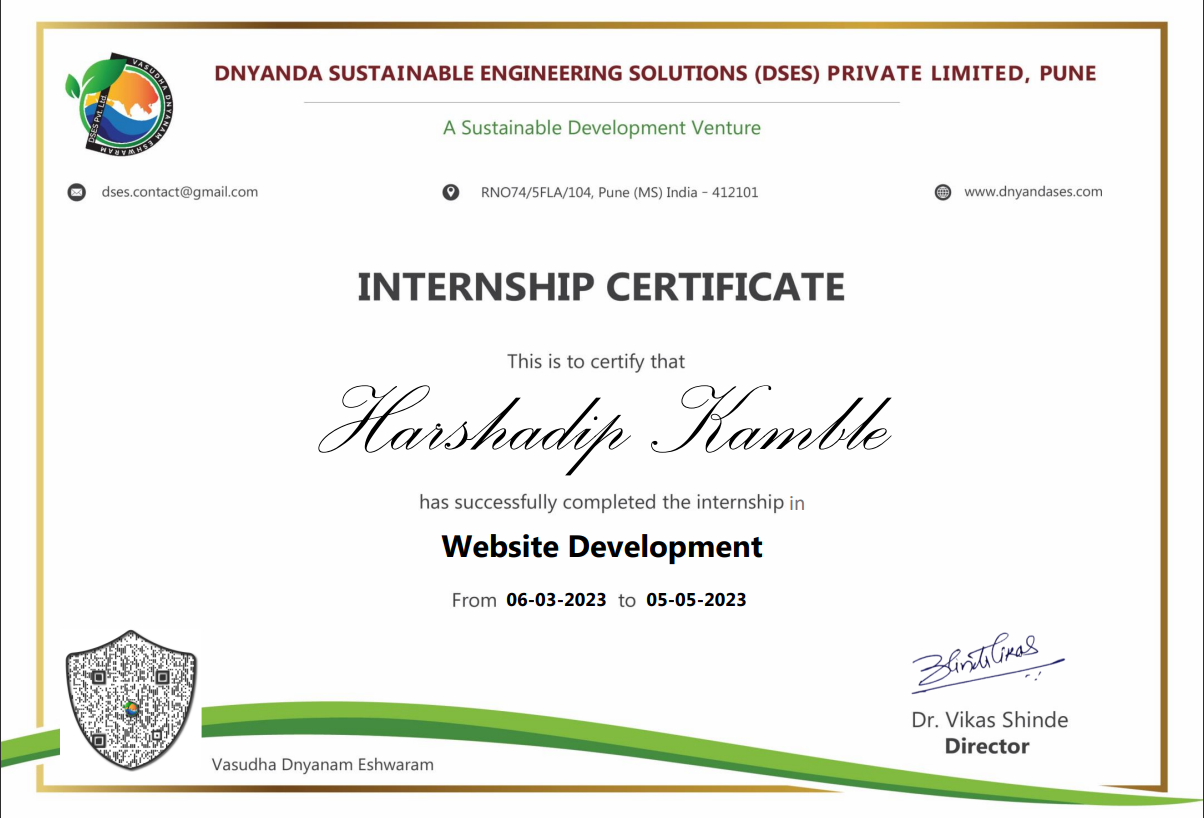 DNYANDA SUSTAINABLE ENGINEERING SOLUTIONS (DSES) PRIVATE LIMITED, PUNE
VASUDHA DNYANAM ESHWARAM
DSES Pvt. Ltd.
A Sustainable Development Venture
dses.contact@gmail.com
RNO74/5FLA/104, Pune (MS) India - 412101
www.dnyandases.com
INTERNSHIP CERTIFICATE
This is to certify that
Harshadip Kamble
has successfully completed the internship in
Website Development
From 06-03-2023 to 05-05-2023
Dr. Vikas Shinde
Director
Vasudha Dnyanam Eshwaram